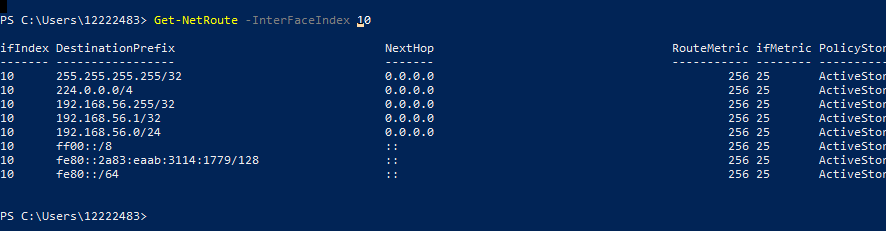 PS C:\Users\12222483> Get-NetRoute -InterFaceIndex 10
ifIndex DestinationPrefix NextHop RouteMetric ifMetric PolicyStor
------- ----------------- ------- ----------- -------- ----------
10 255.255.255.255/32 0.0.0.0 256 25 ActiveStor
10 224.0.0.0/4 0.0.0.0 256 25 ActiveStor
10 192.168.56.255/32 0.0.0.0 256 25 ActiveStor
10 192.168.56.1/32 0.0.0.0 256 25 ActiveStor
10 192.168.56.0/24 0.0.0.0 256 25 ActiveStor
10 ff00::/8 :: 256 25 ActiveStor
10 fe80::2a83:eaab:3114:1779/128 :: 256 25 ActiveStor
10 fe80::/64 :: 256 25 ActiveStor
PS C:\Users\12222483>